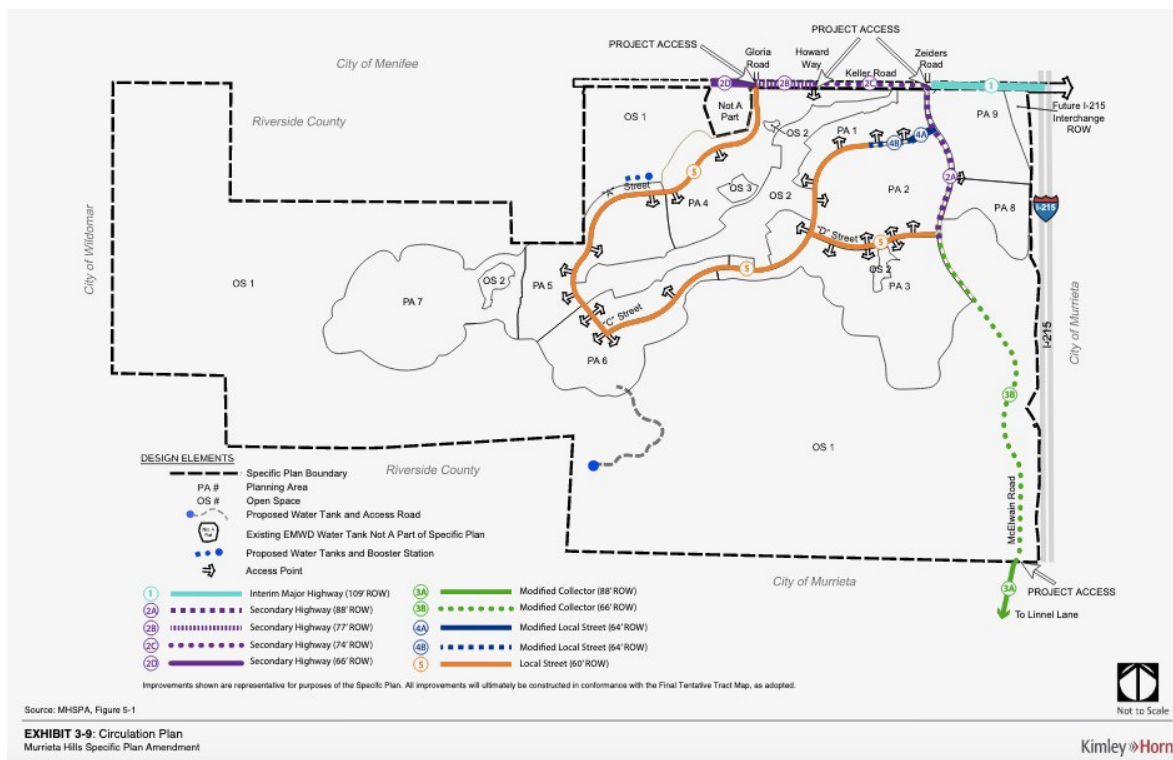 PROJECT ACCESS
PROJECT ACCESS
Gloria
Road
Howard
Way
Zeiders
Road
City of Menifee
Keller Road
2D
2B
2C
1
Not A
Part
OS 1
PA 9
Future I-215
Interchange
ROW
Riverside County
OS 2
PA 1
4A
4B
5
"A" Street
PA 4
OS 3
OS 2
PA 2
2A
PA 8
I-215
City of Wildomar
OS 1
"D" Street
5
OS 2
PA 3
5
PA 7
OS 2
PA 5
"C" Street
PA 6
I-215
City of Murrieta
3B
OS 1
McElwain Road
Riverside County
City of Murrieta
3A
PROJECT ACCESS
To Linnel Lane
DESIGN ELEMENTS
Specific Plan Boundary
PA # Planning Area
OS # Open Space
Proposed Water Tank and Access Road
Not A
Part
Existing EMWD Water Tank Not A Part of Specific Plan
Proposed Water Tanks and Booster Station
Access Point
1 Interim Major Highway (109' ROW)
2A Secondary Highway (88' ROW)
2B Secondary Highway (77' ROW)
2C Secondary Highway (74' ROW)
2D Secondary Highway (66' ROW)
3A Modified Collector (88' ROW)
3B Modified Collector (66' ROW)
4A Modified Local Street (64' ROW)
4B Modified Local Street (64' ROW)
5 Local Street (60' ROW)
Improvements shown are representative for purposes of the Specifc Plan. All improvements will ultimately be constructed in conformance with the Final Tentative Tract Map, as adopted.
Not to Scale
Source: MHSPA, Figure 5-1
EXHIBIT 3-9: Circulation Plan
Murrieta Hills Specific Plan Amendment
Kimley»Horn